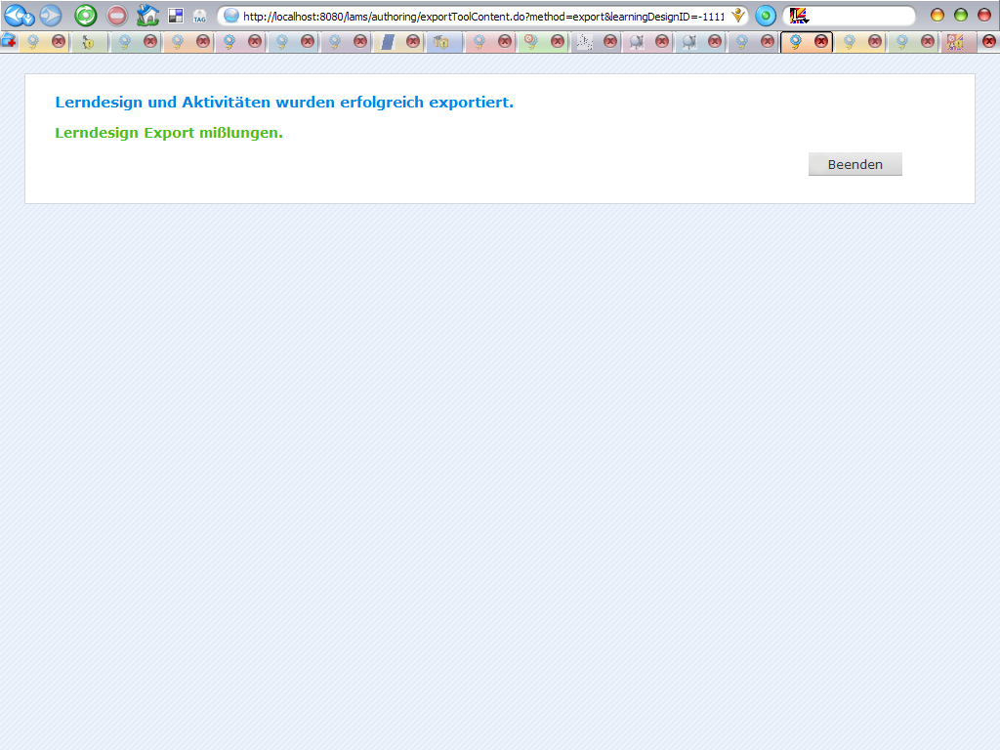 http://localhost:8080/lams/authoring/exportToolContent.do?method=export&learningDesignID=-1111
TAG
Lerndesign und Aktivitäten wurden erfolgreich exportiert.
Lerndesign Export mißlungen.
Beenden